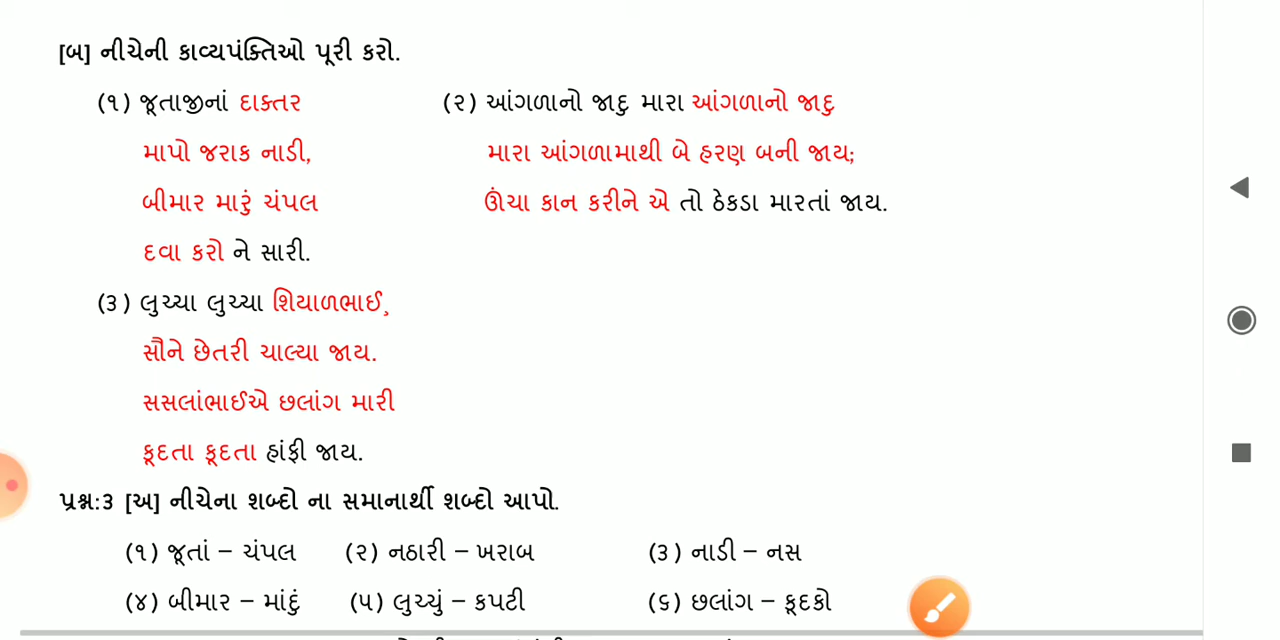 [બ] નીચેની કાવ્યપંક્તિઓ પૂરી કરો.
(૧) જૂતાજીનાં દાક્તર
માપો જરાક નાડી,
બીમાર મારું ચંપલ
દવા કરો ને સારી.
(૨) આંગળાનો જાદુ મારા આંગળાનો જાદુ
મારા આંગળામાથી બે હરણ બની જાય;
ઊંચા કાન કરીને એ તો ઠેકડા મારતાં જાય.
(૩) લુચ્ચા લુચ્ચા શિયાળભાઈ,
સૌને છેતરી ચાલ્યા જાય.
સસલાંભાઈએ છલાંગ મારી
કૂદતા કૂદતા હાંફી જાય.
પ્રશ્ન:૩ [અ] નીચેના શબ્દો ના સમાનાર્થી શબ્દો આપો.
(૧) જૂતાં – ચંપલ (૨) નઠારી – ખરાબ (૩) નાડી – નસ
(૪) બીમાર – માંદું (૫) લુચ્ચું – કપટી (૬) છલાંગ – કૂદકો